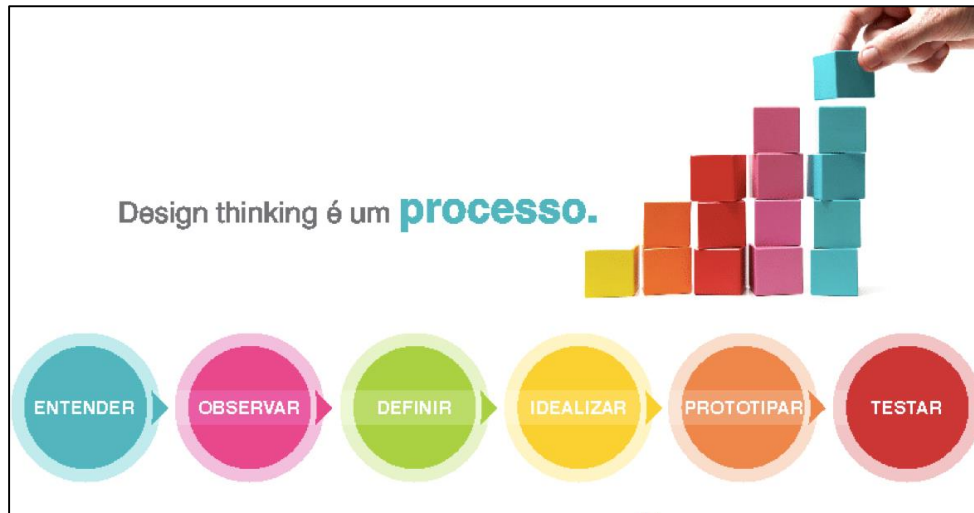 Design thinking é um processo.
ENTENDER
OBSERVAR
DEFINIR
IDEALIZAR
PROTOTIPAR
TESTAR